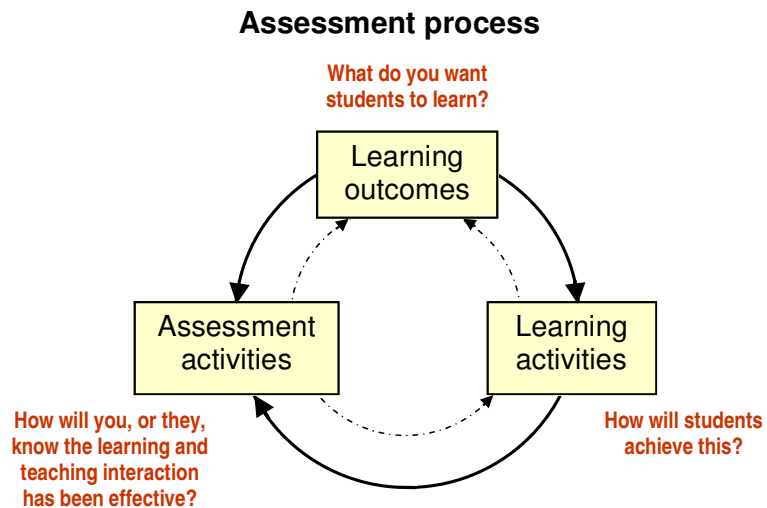 Assessment process
What do you want
students to learn?
Learning
outcomes
Assessment
activities
Learning
activities
How will you, or they,
know the learning and
teaching interaction
has been effective?
How will students
achieve this?